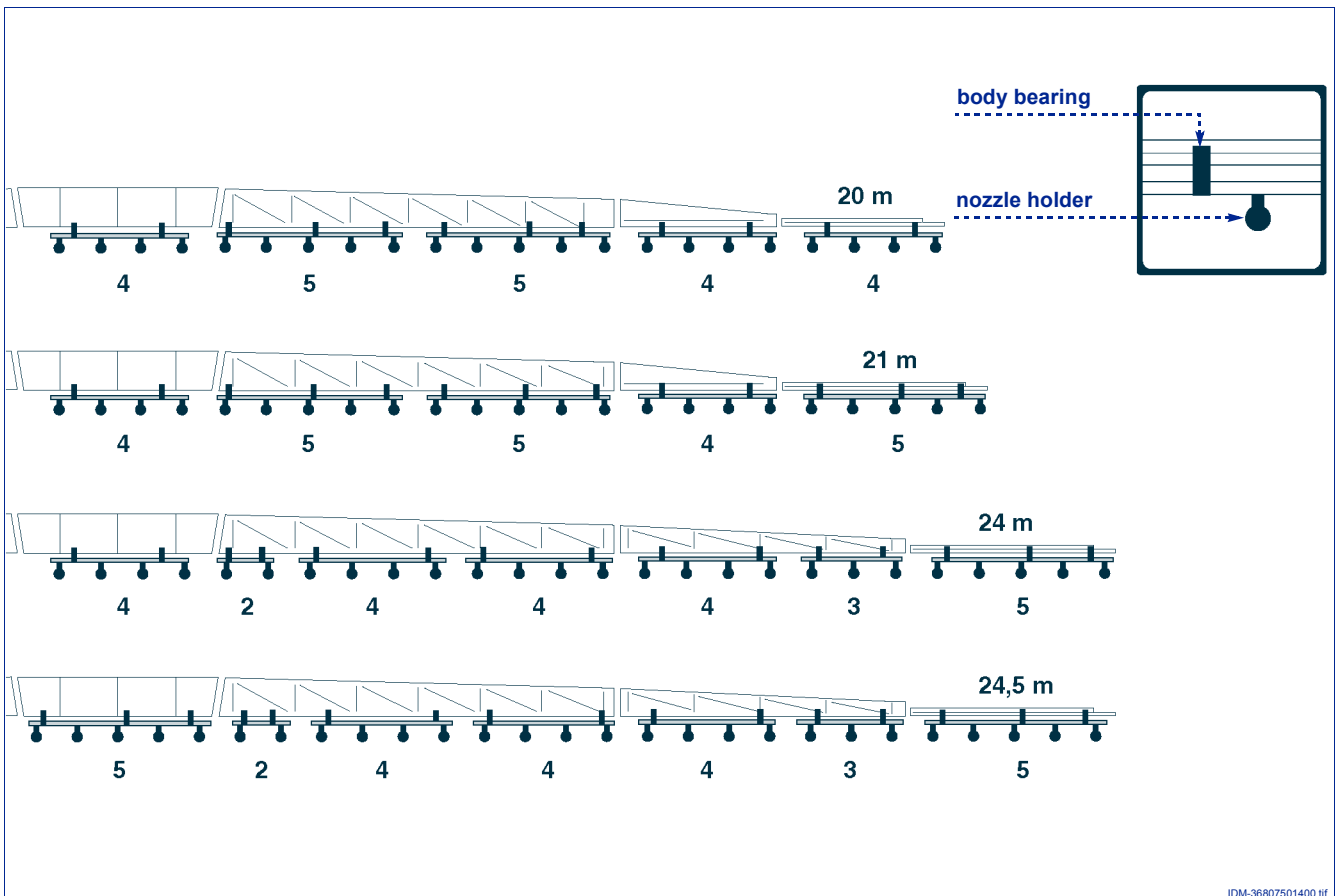 body bearing
nozzle holder
20 m
4 5 5 4 4
21 m
4 5 5 4 5
24 m
4 2 4 4 4 3 5
24,5 m
5 2 4 4 4 3 5
IDM-36807501400.tif